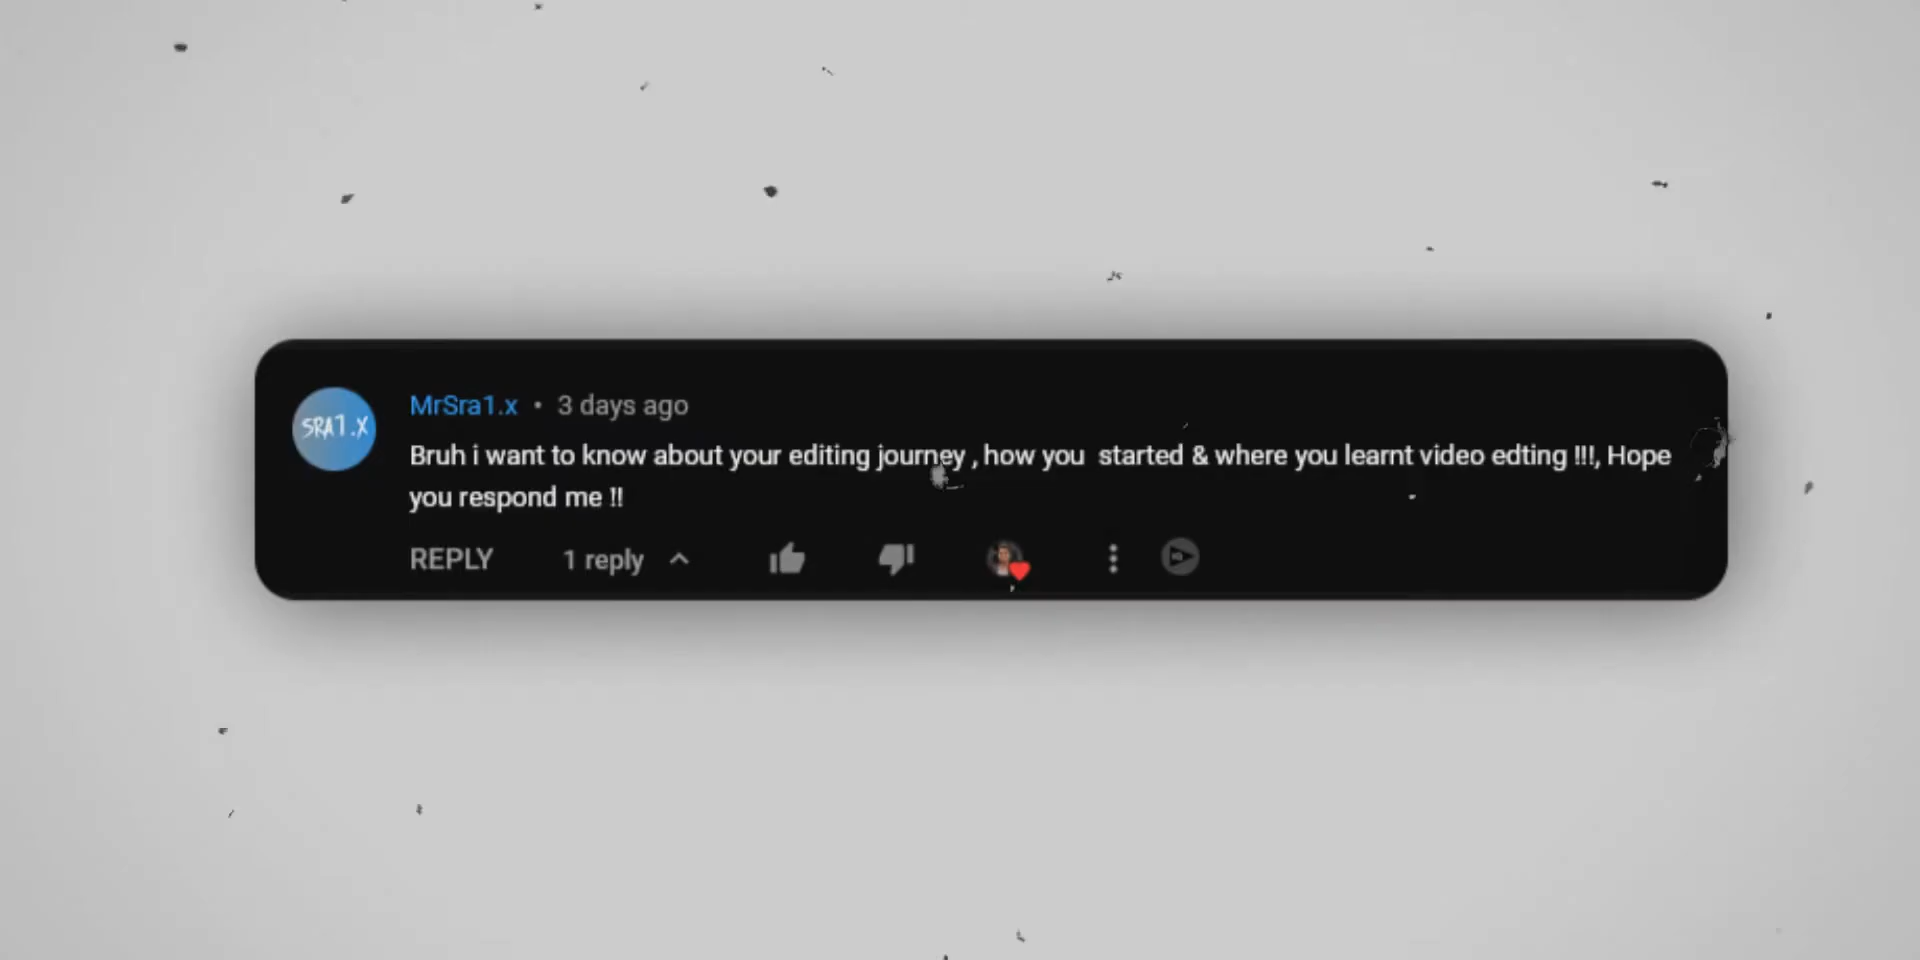 SRA1.X
MrSra1.x • 3 days ago
Bruh i want to know about your editing journey , how you  started & where you learnt video edting !!!, Hope
you respond me !!
REPLY 1 reply